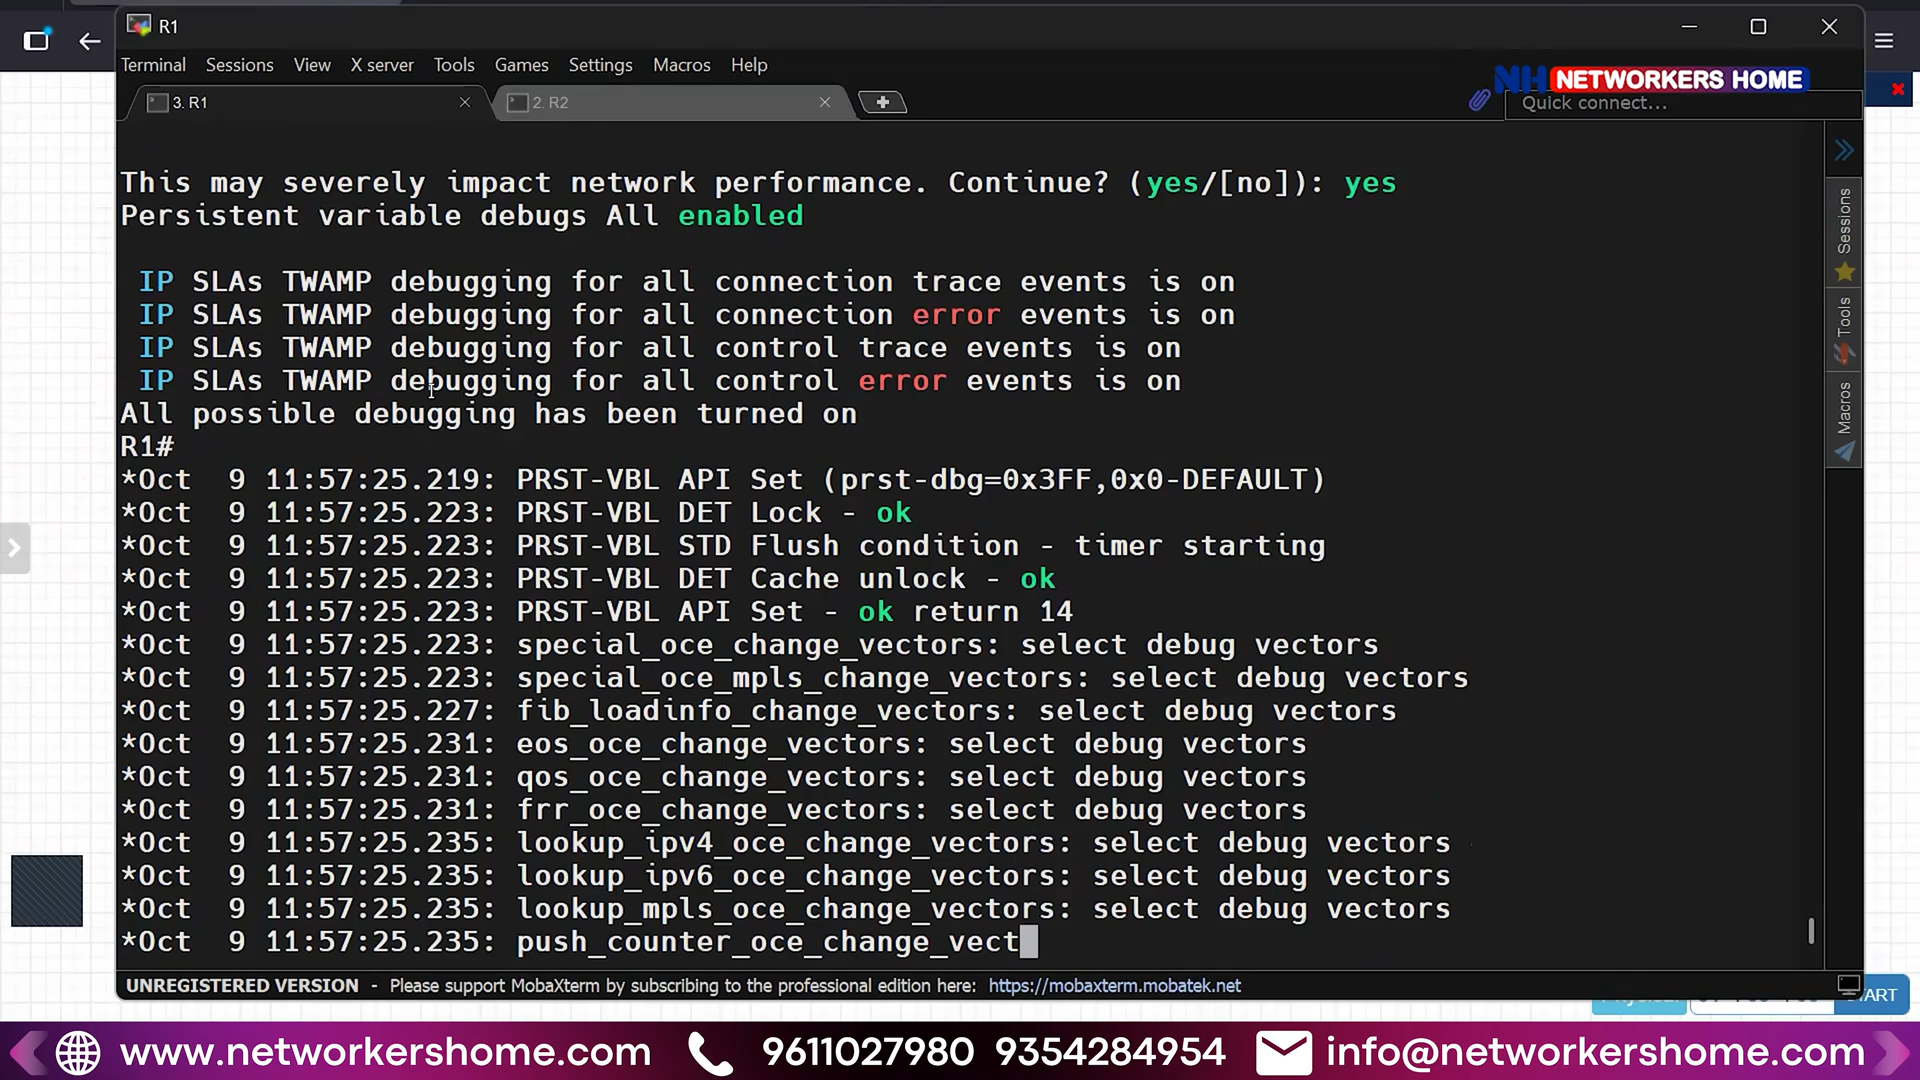 R1
Terminal Sessions View X server Tools Games Settings Macros Help
NH NETWORKERS HOME
3. R1
2. R2
Quick connect...
This may severely impact network performance. Continue? (yes/[no]): yes
Persistent variable debugs All enabled
IP SLAs TWAMP debugging for all connection trace events is on
IP SLAs TWAMP debugging for all connection error events is on
IP SLAs TWAMP debugging for all control trace events is on
IP SLAs TWAMP debugging for all control error events is on
All possible debugging has been turned on
R1#
*Oct  9 11:57:25.219: PRST-VBL API Set (prst-dbg=0x3FF,0x0-DEFAULT)
*Oct  9 11:57:25.223: PRST-VBL DET Lock - ok
*Oct  9 11:57:25.223: PRST-VBL STD Flush condition - timer starting
*Oct  9 11:57:25.223: PRST-VBL DET Cache unlock - ok
*Oct  9 11:57:25.223: PRST-VBL API Set - ok return 14
*Oct  9 11:57:25.223: special_oce_change_vectors: select debug vectors
*Oct  9 11:57:25.223: special_oce_mpls_change_vectors: select debug vectors
*Oct  9 11:57:25.227: fib_loadinfo_change_vectors: select debug vectors
*Oct  9 11:57:25.231: eos_oce_change_vectors: select debug vectors
*Oct  9 11:57:25.231: qos_oce_change_vectors: select debug vectors
*Oct  9 11:57:25.231: frr_oce_change_vectors: select debug vectors
*Oct  9 11:57:25.235: lookup_ipv4_oce_change_vectors: select debug vectors
*Oct  9 11:57:25.235: lookup_ipv6_oce_change_vectors: select debug vectors
*Oct  9 11:57:25.235: lookup_mpls_oce_change_vectors: select debug vectors
*Oct  9 11:57:25.235: push_counter_oce_change_vect
Sessions
Tools
Macros
UNREGISTERED VERSION - Please support MobaXterm by subscribing to the professional edition here: https://mobaxterm.mobatek.net
START
www.networkershome.com 9611027980 9354284954 info@networkershome.com